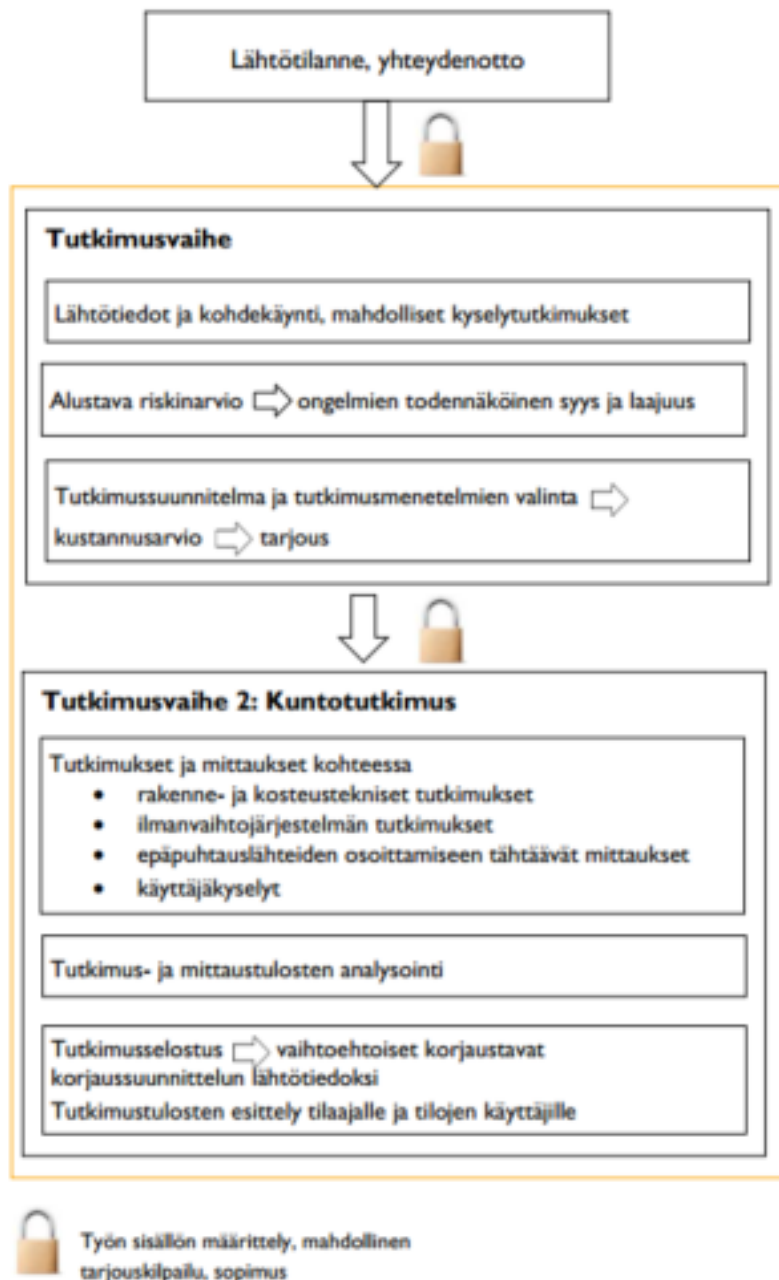 Lähtötilanne, yhteydenotto
Tutkimusvaihe
Lähtötiedot ja kohdekäynti, mahdolliset kyselytutkimukset
Alustava riskinarvio ongelmien todennäköinen syys ja laajuus
Tutkimussuunnitelma ja tutkimusmenetelmien valinta
kustannusarvio tarjous
Tutkimusvaihe 2: Kuntotutkimus
Tutkimukset ja mittaukset kohteessa
• rakenne- ja kosteustekniset tutkimukset
• ilmanvaihtojärjestelmän tutkimukset
• epäpuhtauslähteiden osoittamiseen tähtäävät mittaukset
• käyttäjäkyselyt
Tutkimus- ja mittaustulosten analysointi
Tutkimusselostus vaihtoehtoiset korjaustavat
korjaussuunnittelun lähtötiedoksi
Tutkimustulosten esittely tilaajalle ja tilojen käyttäjille
Työn sisällön määrittely, mahdollinen
tarjouskilpailu, sopimus